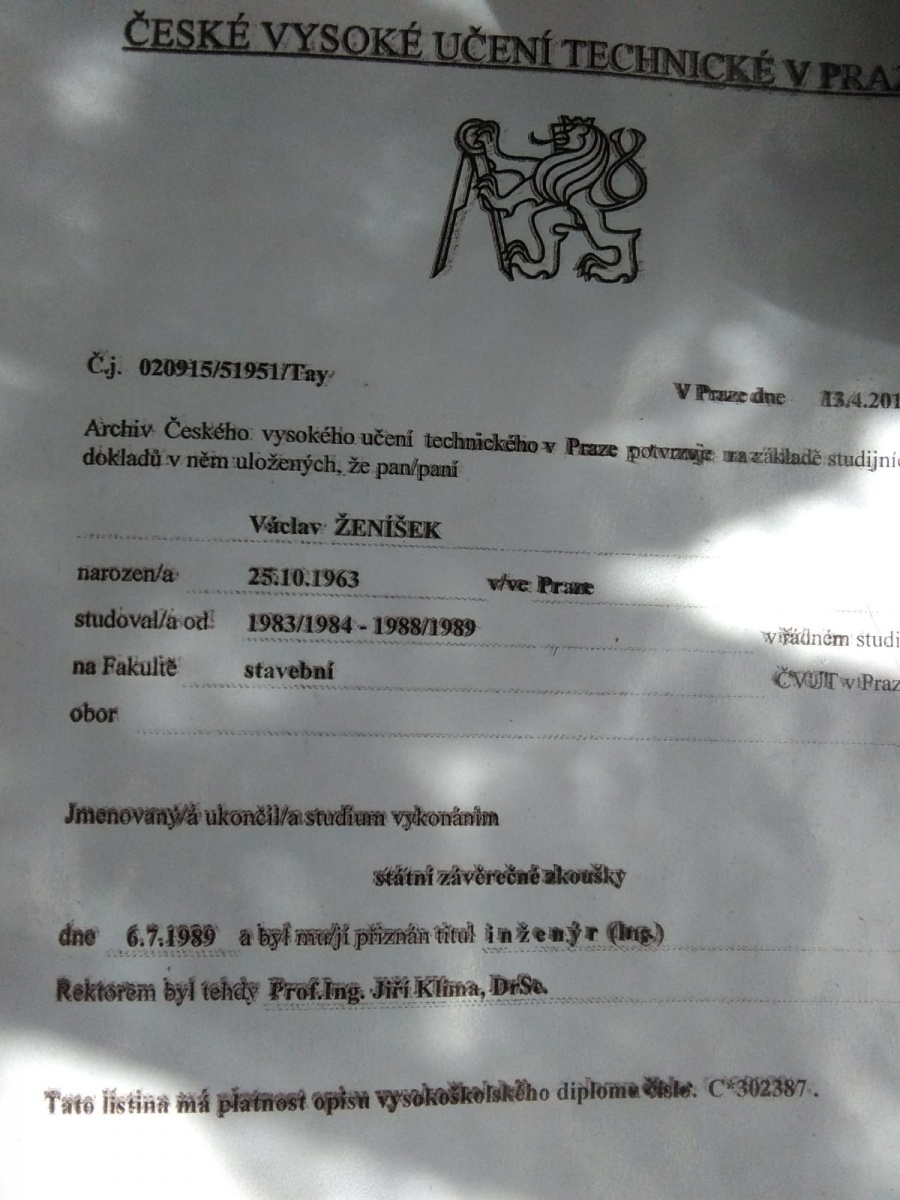 ČESKÉ VYSOKÉ UČENÍ TECHNICKÉ V PRAZ
Č.j. 020915/51951/Tay
V Praze dne 13.4.201
Archiv Českého vysokého učení technického v Praze potvrzuje na základě studijníc
dokladů v něm uložených, že pan/paní
Václav ŽENÍŠEK
narozen/a 25.10.1963 v/ve Praze
studoval/a od 1983/1984 - 1988/1989 v řádném studi
na Fakultě stavební ČVUT v Praz
obor
Jmenovaný/á ukončil/a studium vykonáním
státní závěrečné zkoušky
dne 6.7.1989 a byl mu/jí přiznán titul inženýr (Ing.)
Rektorem byl tehdy Prof.Ing. Jiří Klíma, DrSc.
Tato listina má platnost opisu vysokoškolského diplomu číslo. C*302387.